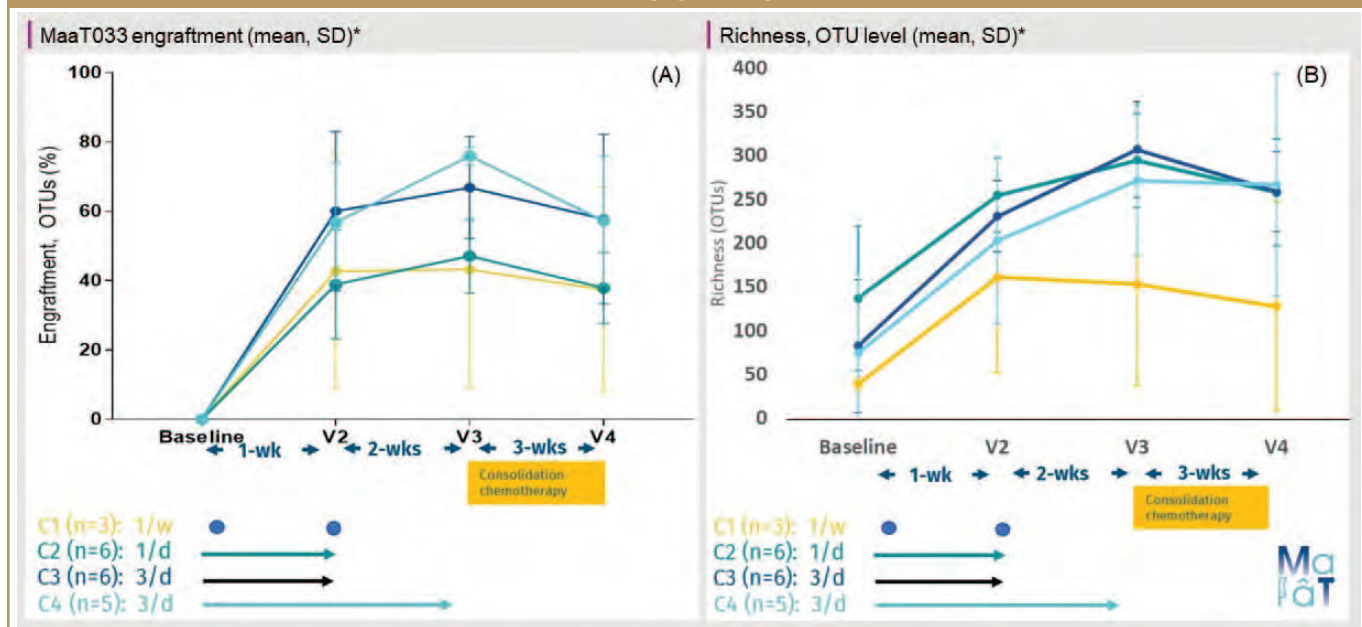 MaaT033 engraftment (mean, SD)*
(A)
Engraftment, OTUs (%)
100
80
60
40
20
0
Baseline V2 V3 V4
1-wk 2-wks 3-wks
Consolidation
chemotherapy
C1 (n=3): 1/w
C2 (n=6): 1/d
C3 (n=6): 3/d
C4 (n=5): 3/d
Richness, OTU level (mean, SD)*
(B)
Richness (OTUs)
400
350
300
250
200
150
100
50
0
Baseline V2 V3 V4
1-wk 2-wks 3-wks
Consolidation
chemotherapy
C1 (n=3): 1/w
C2 (n=6): 1/d
C3 (n=6): 3/d
C4 (n=5): 3/d
Ma
âT